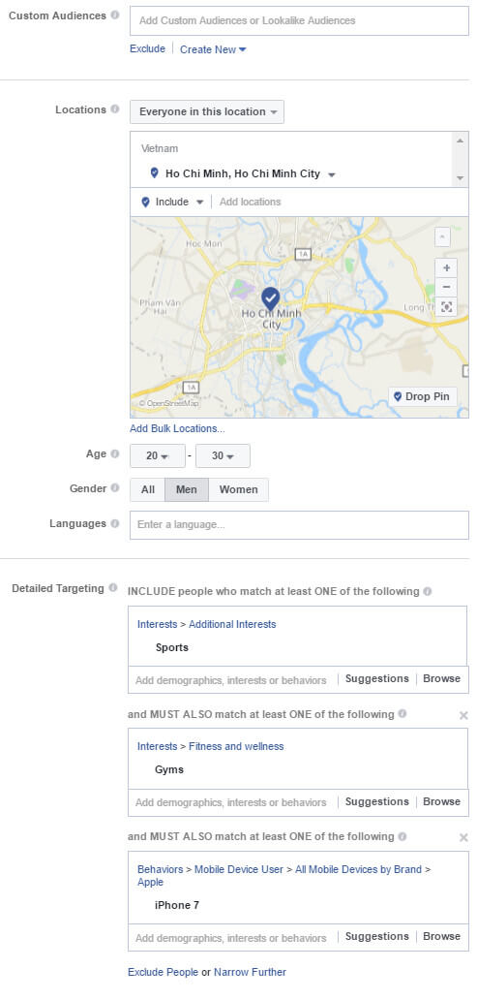 Custom Audiences
Add Custom Audiences or Lookalike Audiences
Exclude | Create New
Locations
Everyone in this location
Vietnam
Ho Chi Minh, Ho Chi Minh City
Include | Add locations
Hoc Mon
1A
Pham Văn
Hai
Ho Chi Minh
City
Long Th
1A
1A
© OpenStreetMap
Drop Pin
Add Bulk Locations...
Age
20 - 30
Gender
All Men Women
Languages
Enter a language...
Detailed Targeting
INCLUDE people who match at least ONE of the following
Interests > Additional Interests
Sports
Add demographics, interests or behaviors | Suggestions | Browse
and MUST ALSO match at least ONE of the following
Interests > Fitness and wellness
Gyms
Add demographics, interests or behaviors | Suggestions | Browse
and MUST ALSO match at least ONE of the following
Behaviors > Mobile Device User > All Mobile Devices by Brand >
Apple
iPhone 7
Add demographics, interests or behaviors | Suggestions | Browse
Exclude People or Narrow Further